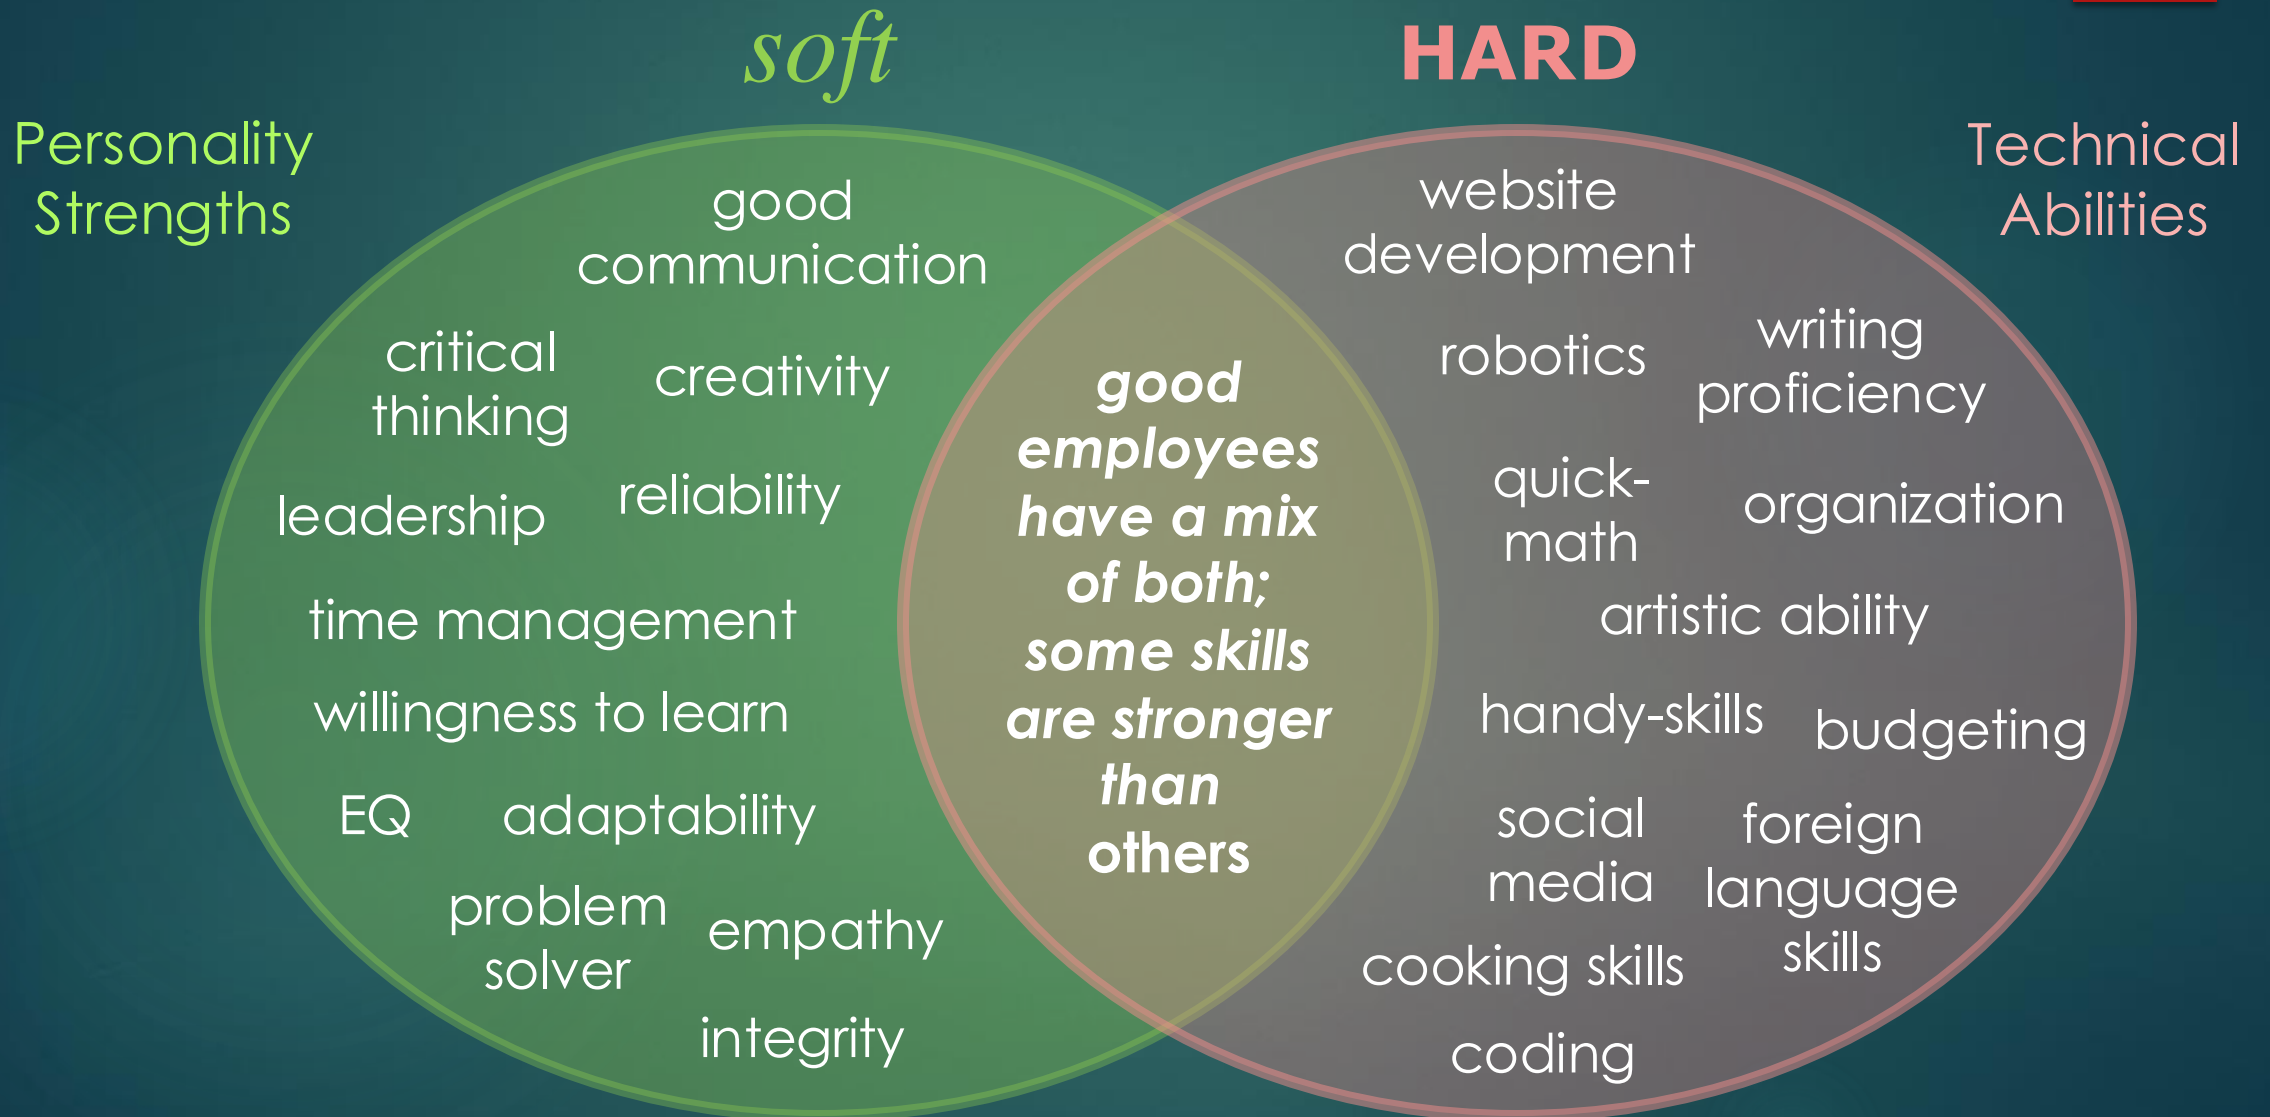 soft
HARD
Personality
Strengths
Technical
Abilities
good
communication
critical
thinking
creativity
leadership
reliability
time management
willingness to learn
EQ
adaptability
problem
solver
empathy
integrity
good
employees
have a mix
of both;
some skills
are stronger
than
others
website
development
robotics
writing
proficiency
quick-
math
organization
artistic ability
handy-skills
budgeting
social
media
foreign
language
skills
cooking skills
coding